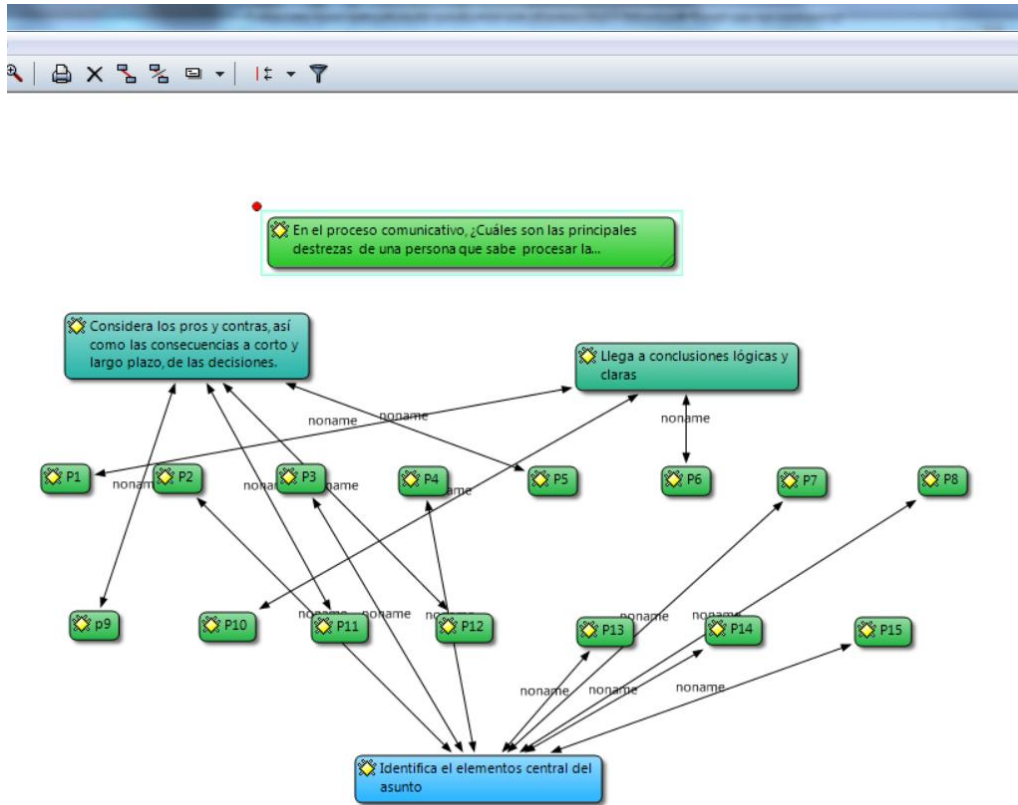 En el proceso comunicativo, ¿Cuáles son las principales
destrezas de una persona que sabe procesar la...
Considera los pros y contras, así
como las consecuencias a corto y
largo plazo, de las decisiones.
Llega a conclusiones lógicas y
claras
noname
noname
noname
P1
P2
P3
P4
P5
P6
P7
P8
p9
P10
P11
P12
P13
P14
P15
noname
noname
noname
Identifica el elementos central del
asunto